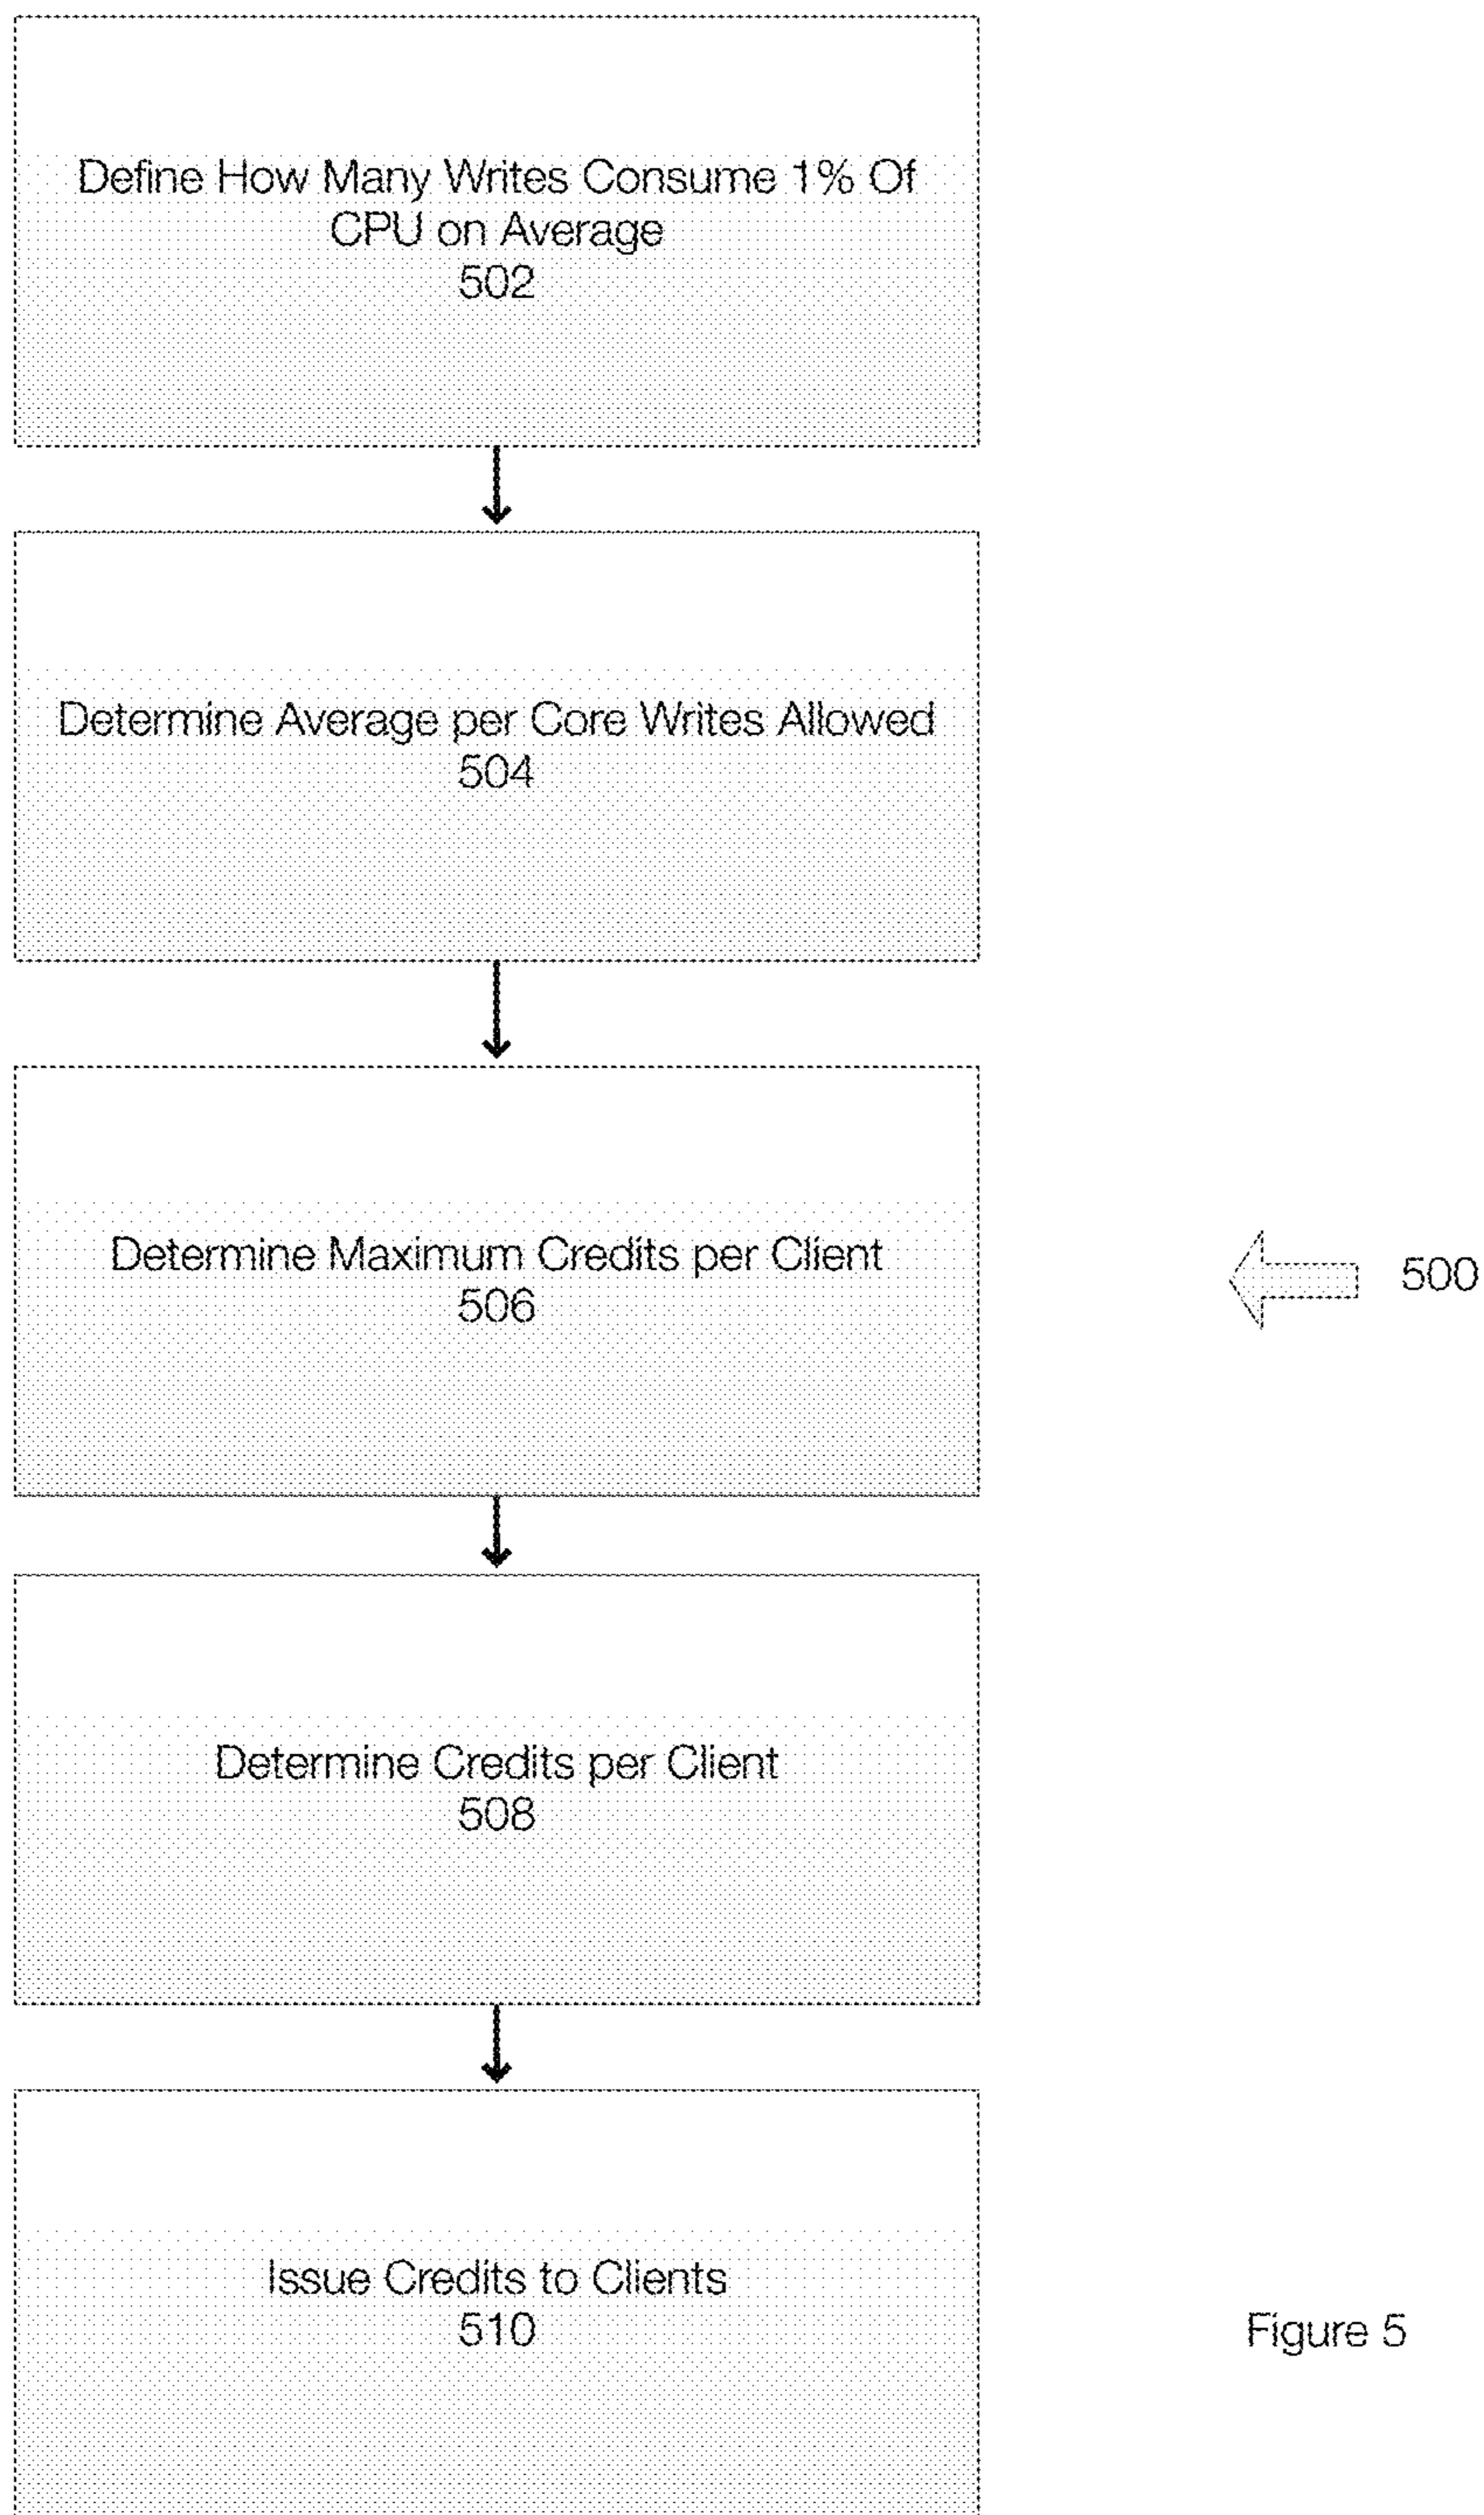 Define How Many Writes Consume 1% Of
CPU on Average
502
Determine Average per Core Writes Allowed
504
Determine Maximum Credits per Client
506
500
Determine Credits per Client
508
Issue Credits to Clients
510
Figure 5